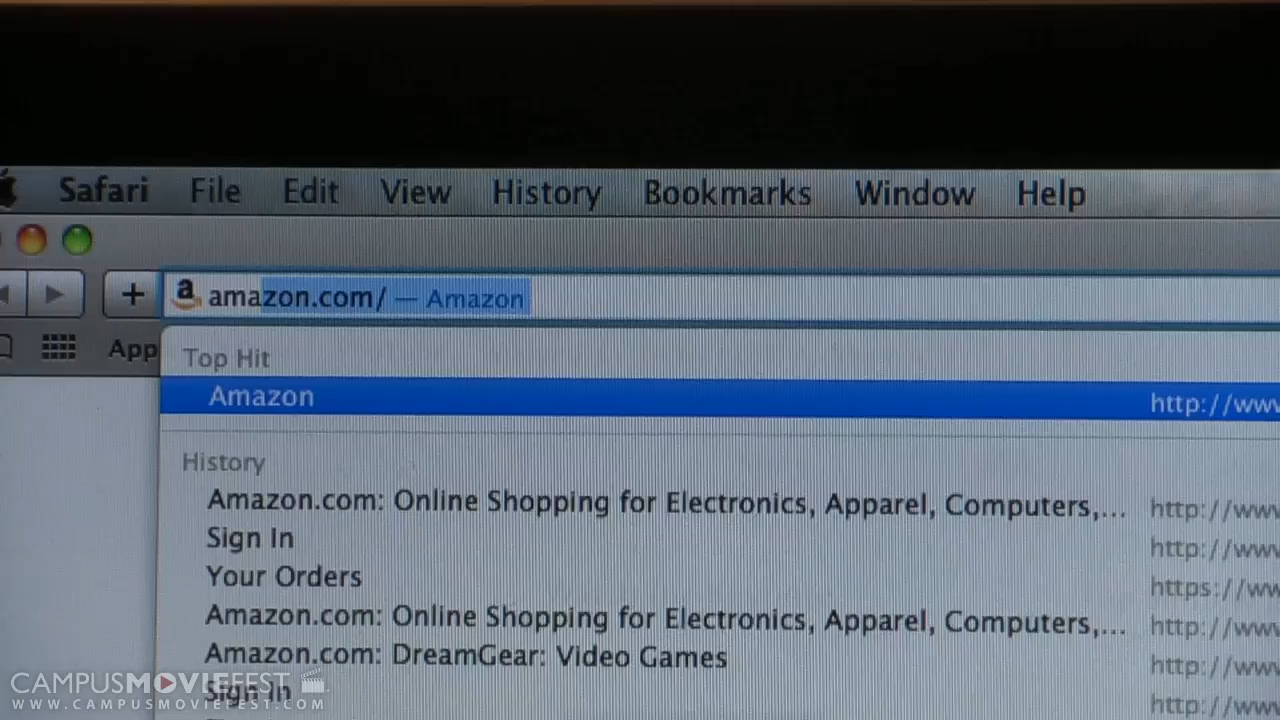 Safari File Edit View History Bookmarks Window Help
amazon.com/ — Amazon
App
Top Hit
Amazon http://www
History
Amazon.com: Online Shopping for Electronics, Apparel, Computers,... http://www
Sign In http://www
Your Orders https://ww
Amazon.com: Online Shopping for Electronics, Apparel, Computers,... http://www
Amazon.com: DreamGear: Video Games http://www
Sign In http://www
CAMPUSMOVIEFEST
WWW.CAMPUSMOVIEFEST.COM